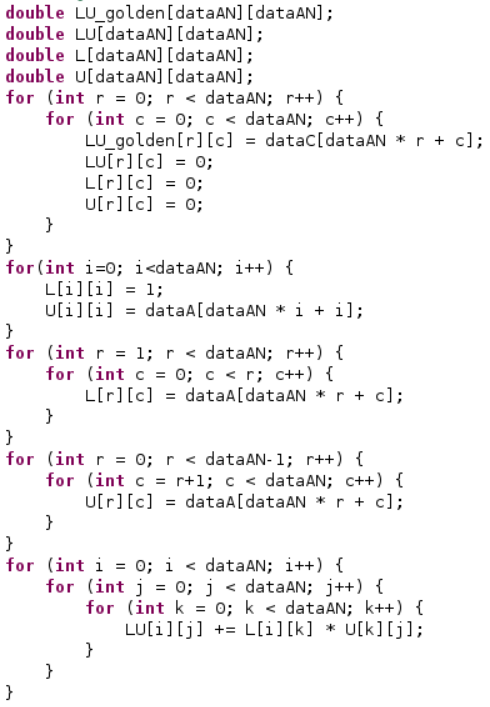 double LU_golden[dataAN][dataAN];
double LU[dataAN][dataAN];
double L[dataAN][dataAN];
double U[dataAN][dataAN];
for (int r = 0; r < dataAN; r++) {
    for (int c = 0; c < dataAN; c++) {
        LU_golden[r][c] = dataC[dataAN * r + c];
        LU[r][c] = 0;
        L[r][c] = 0;
        U[r][c] = 0;
    }
}
for(int i=0; i<dataAN; i++) {
    L[i][i] = 1;
    U[i][i] = dataA[dataAN * i + i];
}
for (int r = 1; r < dataAN; r++) {
    for (int c = 0; c < r; c++) {
        L[r][c] = dataA[dataAN * r + c];
    }
}
for (int r = 0; r < dataAN-1; r++) {
    for (int c = r+1; c < dataAN; c++) {
        U[r][c] = dataA[dataAN * r + c];
    }
}
for (int i = 0; i < dataAN; i++) {
    for (int j = 0; j < dataAN; j++) {
        for (int k = 0; k < dataAN; k++) {
            LU[i][j] += L[i][k] * U[k][j];
        }
    }
}